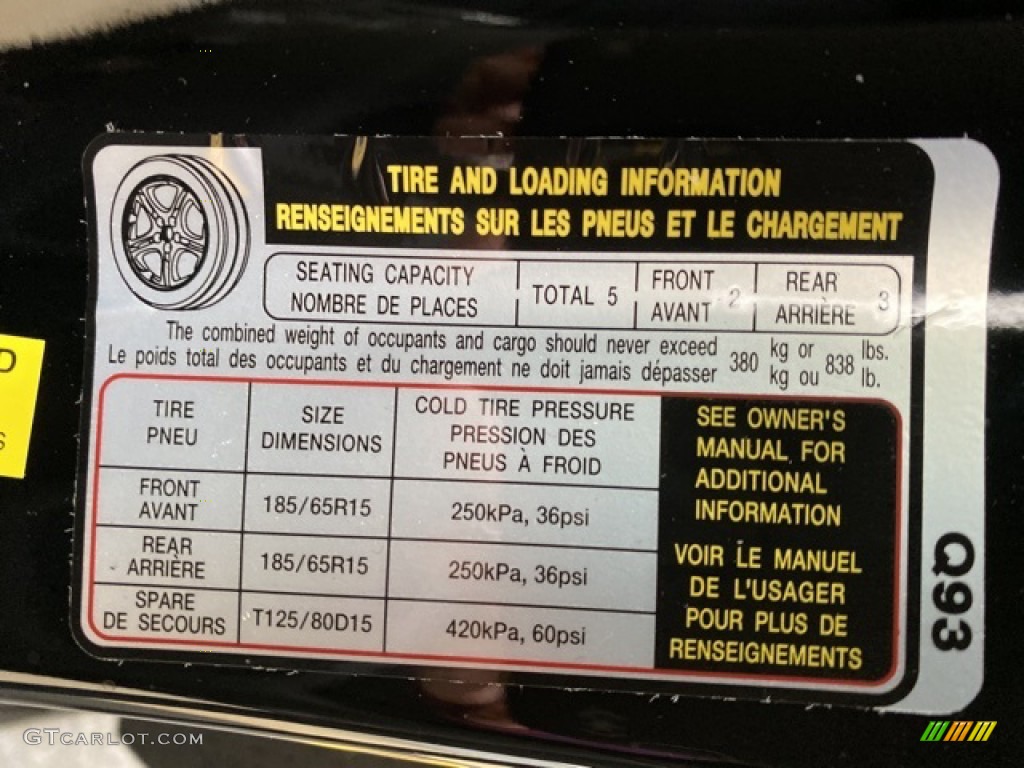 TIRE AND LOADING INFORMATION
RENSEIGNEMENTS SUR LES PNEUS ET LE CHARGEMENT
SEATING CAPACITY
NOMBRE DE PLACES
TOTAL 5
FRONT
AVANT
2
REAR
ARRIÈRE
3
The combined weight of occupants and cargo should never exceed
Le poids total des occupants et du chargement ne doit jamais dépasser
380
kg or
kg ou
838
lbs.
lb.
TIRE
PNEU
SIZE
DIMENSIONS
COLD TIRE PRESSURE
PRESSION DES
PNEUS À FROID
FRONT
AVANT
185/65R15
250kPa, 36psi
REAR
ARRIÈRE
185/65R15
250kPa, 36psi
SPARE
DE SECOURS
T125/80D15
420kPa, 60psi
SEE OWNER'S
MANUAL FOR
ADDITIONAL
INFORMATION
VOIR LE MANUEL
DE L'USAGER
POUR PLUS DE
RENSEIGNEMENTS
Q93
D
S
GTCARLOT.COM